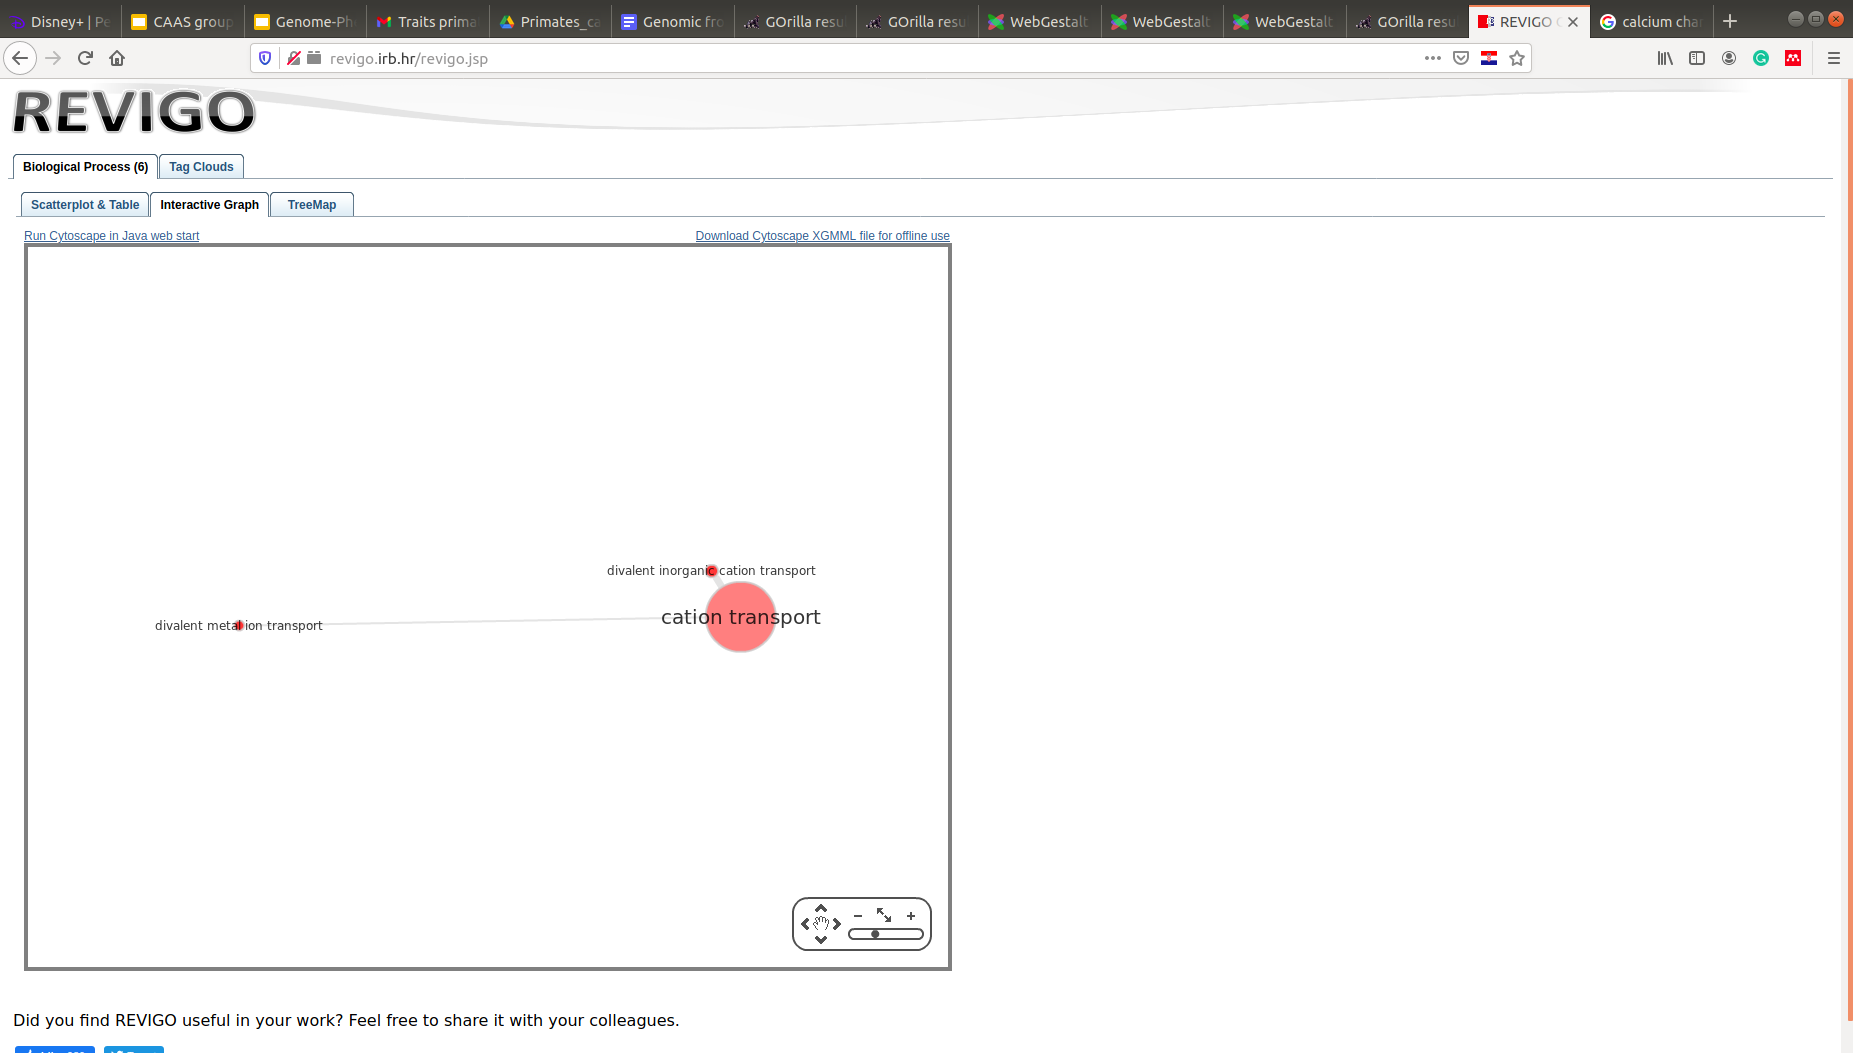 Disney+ | Pe
CAAS group
Genome-Ph
Traits prima
Primates_ca
Genomic fro
GOrilla resu
GOrilla resu
WebGestalt
WebGestalt
WebGestalt
GOrilla resu
REVIGO
calcium cha
revigo.irb.hr/revigo.jsp
REVIGO
Biological Process (6)
Tag Clouds
Scatterplot & Table
Interactive Graph
TreeMap
Run Cytoscape in Java web start
Download Cytoscape XGMML file for offline use
divalent inorganic cation transport
cation transport
divalent metal ion transport
Did you find REVIGO useful in your work? Feel free to share it with your colleagues.